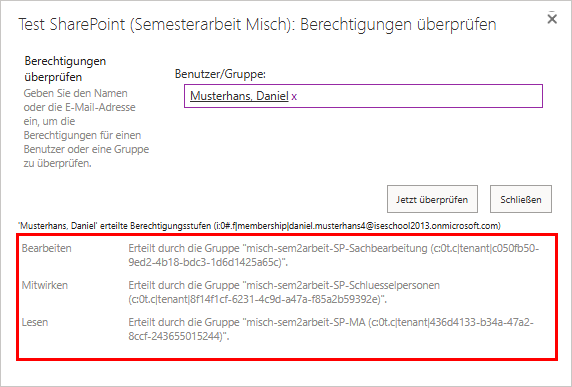 Test SharePoint (Semesterarbeit Misch): Berechtigungen überprüfen
Berechtigungen
überprüfen
Geben Sie den Namen
oder die E-Mail-Adresse
ein, um die
Berechtigungen für einen
Benutzer oder eine Gruppe
zu überprüfen.
Benutzer/Gruppe:
Musterhans, Daniel x
Jetzt überprüfen
Schließen
'Musterhans, Daniel' erteilte Berechtigungsstufen (i:0#.f|membership|daniel.musterhans4@iseschool2013.onmicrosoft.com)
Bearbeiten
Erteilt durch die Gruppe "misch-sem2arbeit-SP-Sachbearbeitung (c:0t.c|tenant|c050fb50-
9ed2-4b18-bdc3-1d6d1425a65c)".
Mitwirken
Erteilt durch die Gruppe "misch-sem2arbeit-SP-Schluesselpersonen
(c:0t.c|tenant|8f14f1cf-6231-4c9d-a47a-f85a2b59392e)".
Lesen
Erteilt durch die Gruppe "misch-sem2arbeit-SP-MA (c:0t.c|tenant|436d4133-b34a-47a2-
8ccf-243655015244)".